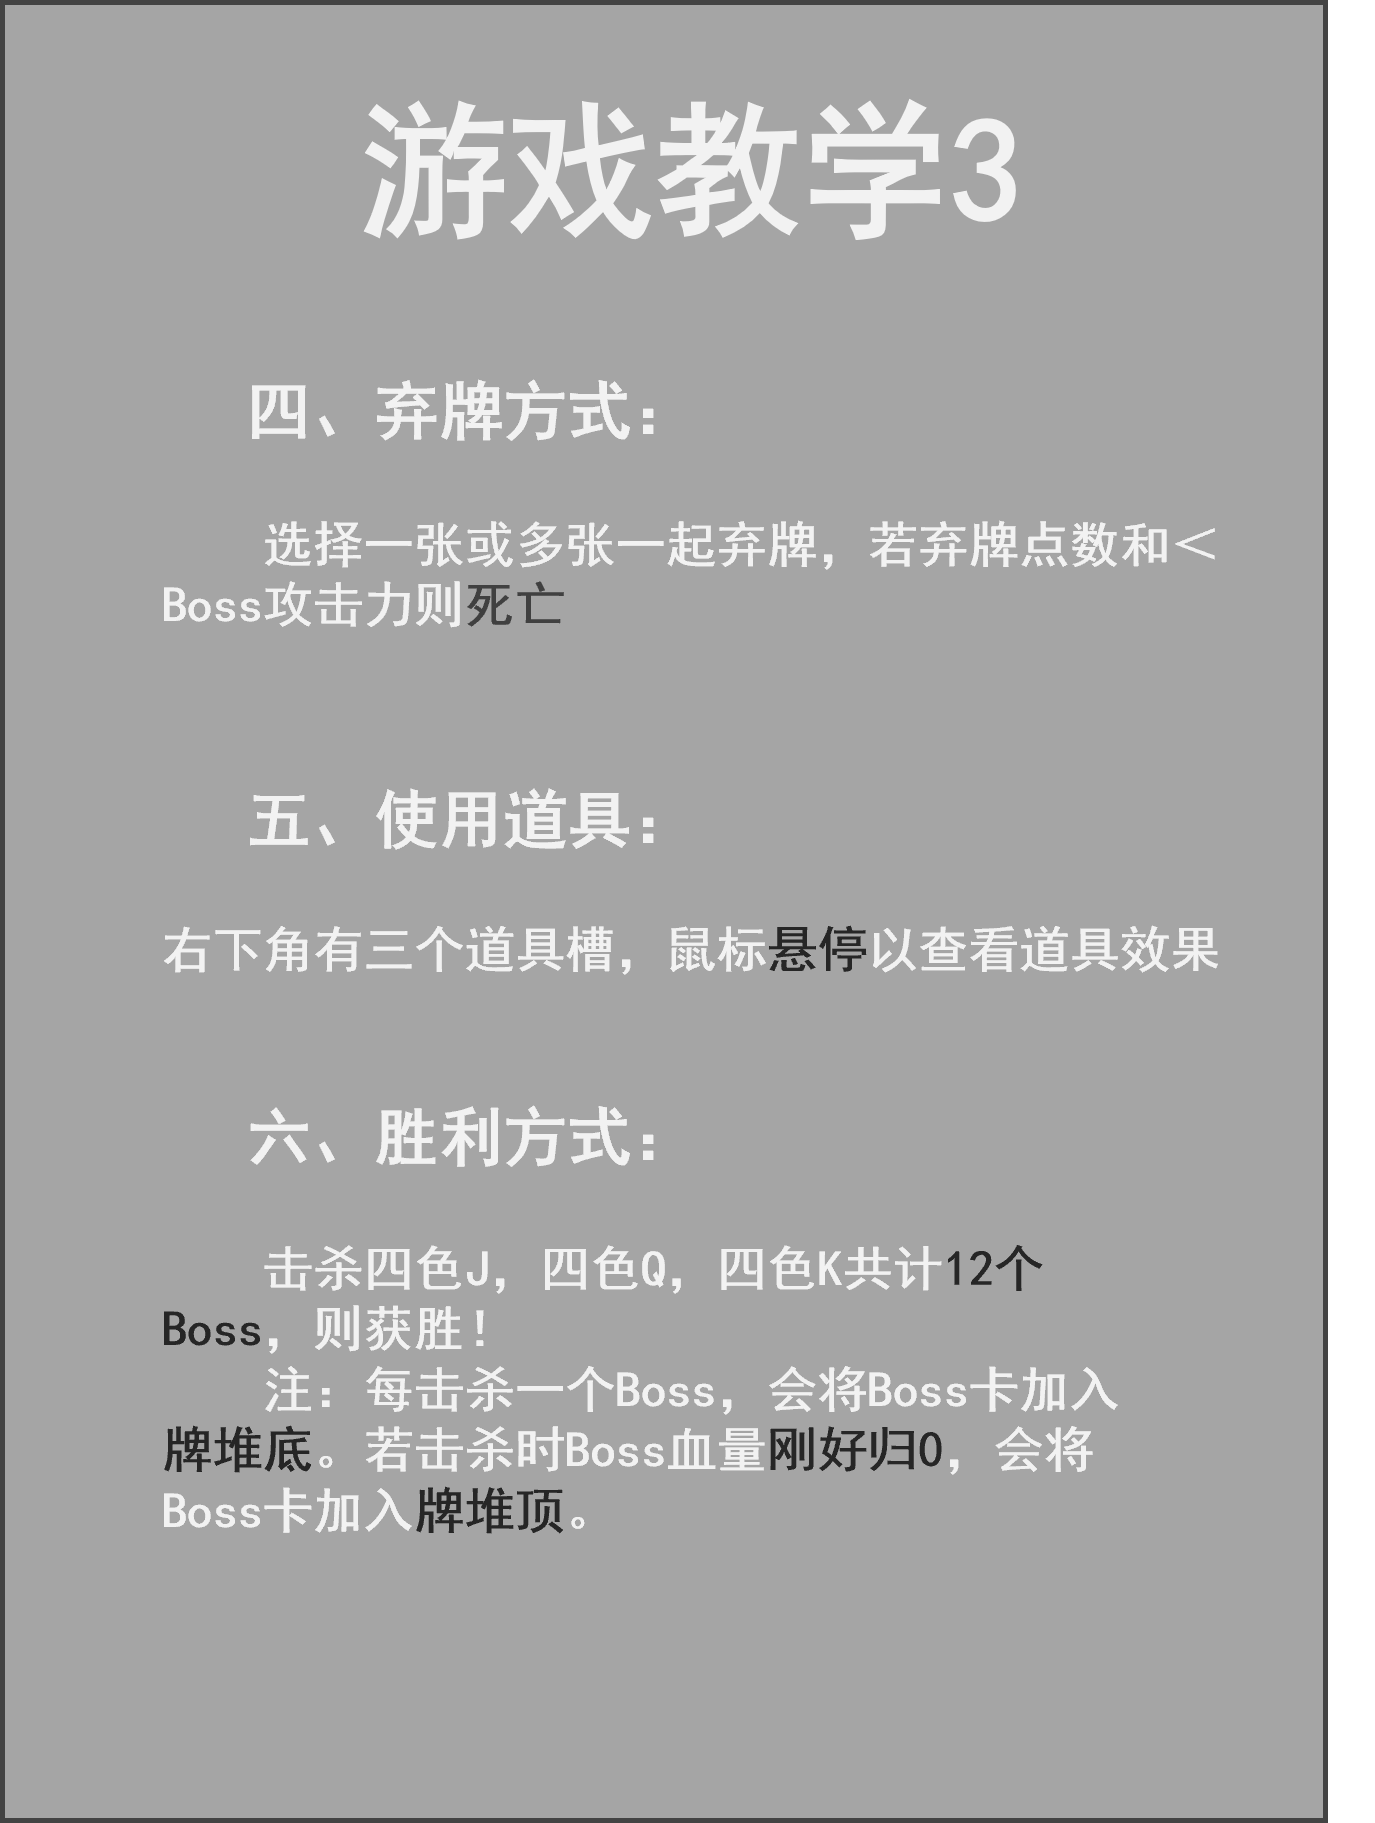 游戏教学3
四、弃牌方式：
选择一张或多张一起弃牌，若弃牌点数和<
Boss攻击力则死亡
五、使用道具：
右下角有三个道具槽，鼠标悬停以查看道具效果
六、胜利方式：
击杀四色J，四色Q，四色K共计12个
Boss，则获胜！
注：每击杀一个Boss，会将Boss卡加入
牌堆底。若击杀时Boss血量刚好归0，会将
Boss卡加入牌堆顶。